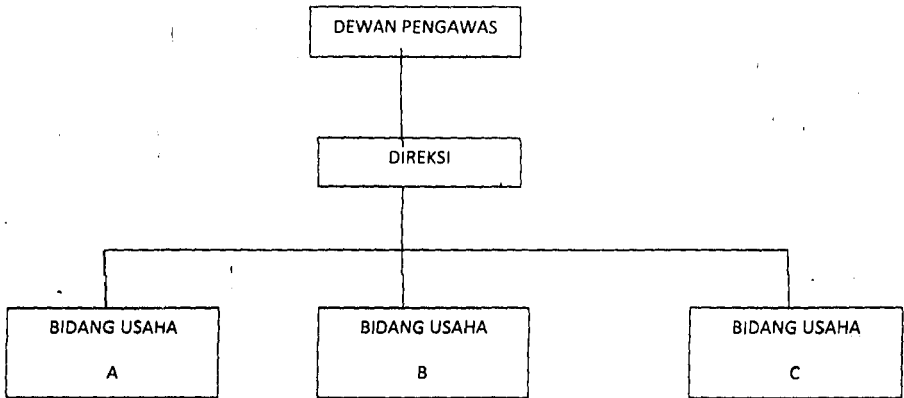 DEWAN PENGAWAS
DIREKSI
BIDANG USAHA
A
BIDANG USAHA
B
BIDANG USAHA
C